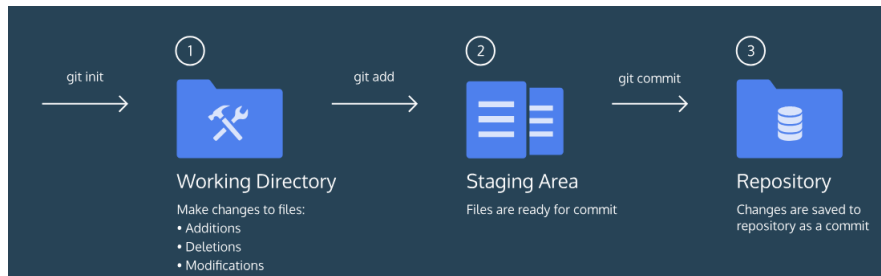 git init
1
Working Directory
Make changes to files:
• Additions
• Deletions
• Modifications
git add
2
Staging Area
Files are ready for commit
git commit
3
Repository
Changes are saved to
repository as a commit